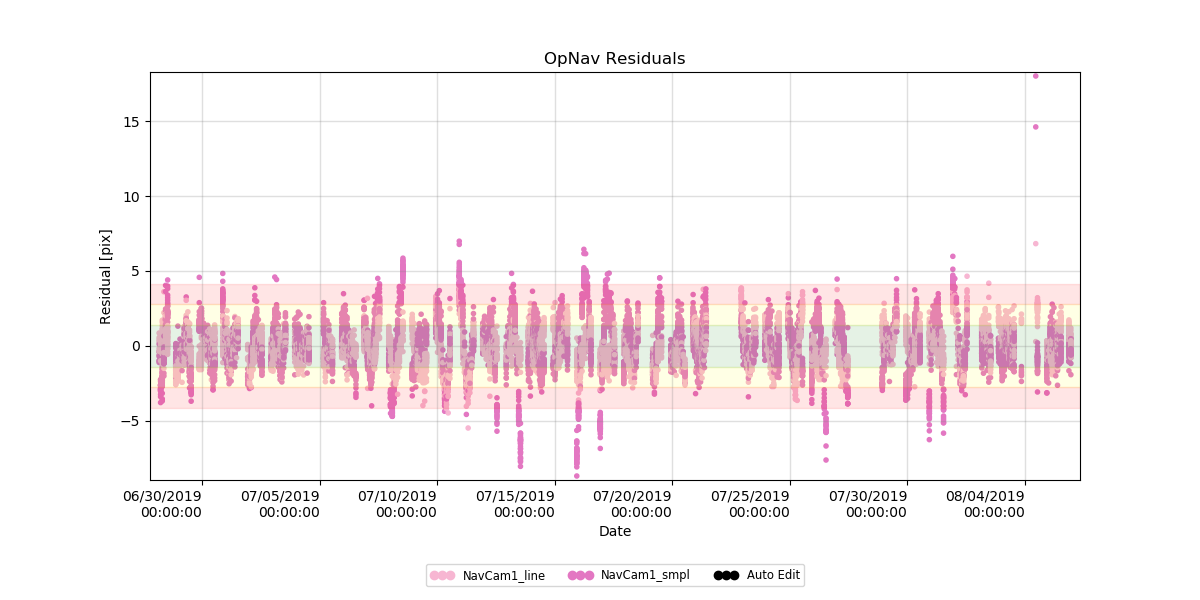 OpNav Residuals
Residual [pix]
15
10
5
0
−5
06/30/2019 07/05/2019 07/10/2019 07/15/2019 07/20/2019 07/25/2019 07/30/2019 08/04/2019
00:00:00 00:00:00 00:00:00 00:00:00 00:00:00 00:00:00 00:00:00 00:00:00
Date
NavCam1_line NavCam1_smpl Auto Edit